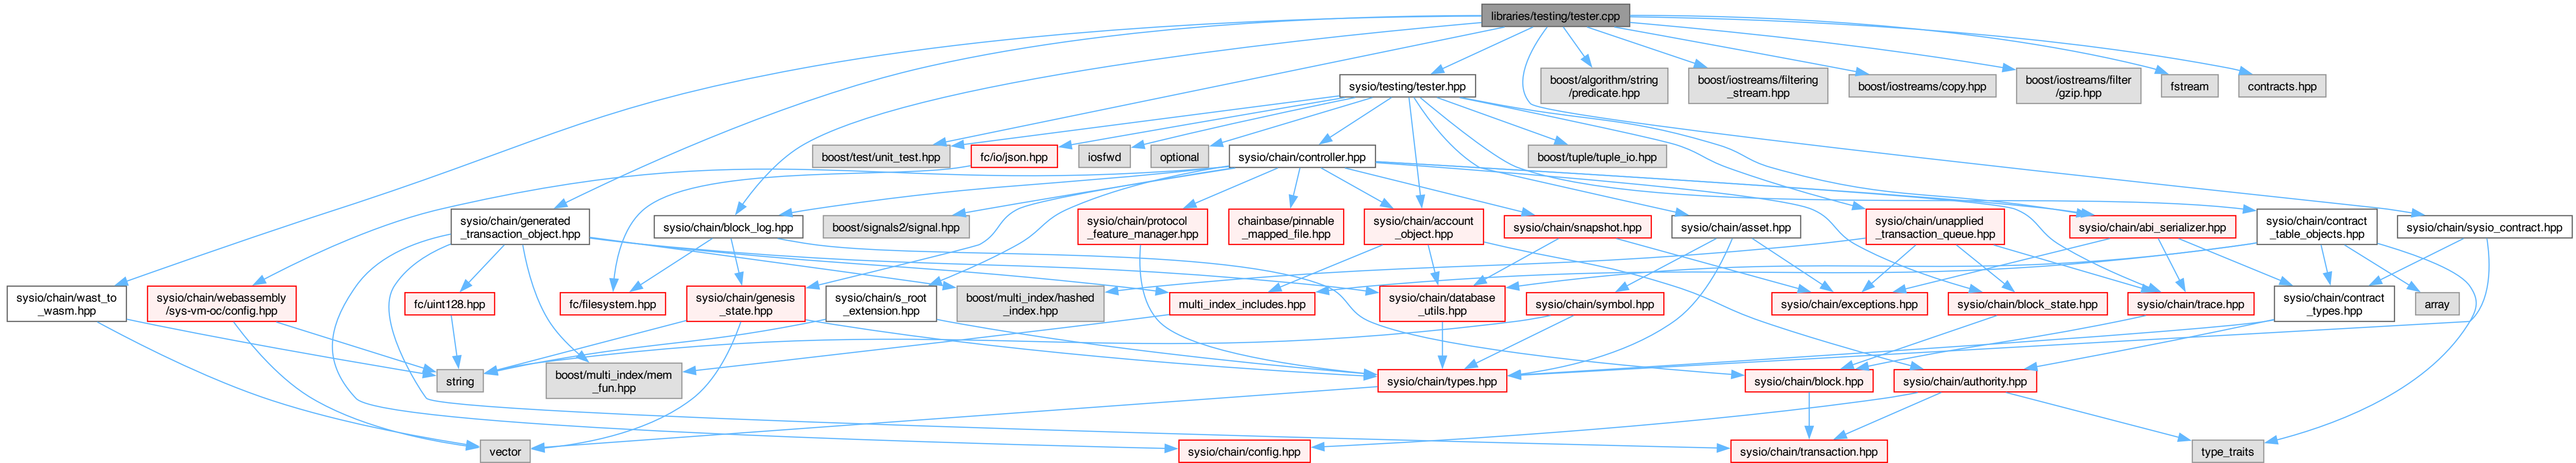 libraries/testing/tester.cpp
sysio/testing/tester.hpp
boost/algorithm/string
/predicate.hpp
boost/iostreams/filtering
_stream.hpp
boost/iostreams/copy.hpp
boost/iostreams/filter
/gzip.hpp
fstream
contracts.hpp
boost/test/unit_test.hpp
fc/io/json.hpp
iosfwd
optional
sysio/chain/controller.hpp
boost/tuple/tuple_io.hpp
sysio/chain/generated
_transaction_object.hpp
sysio/chain/block_log.hpp
boost/signals2/signal.hpp
sysio/chain/protocol
_feature_manager.hpp
chainbase/pinnable
_mapped_file.hpp
sysio/chain/account
_object.hpp
sysio/chain/snapshot.hpp
sysio/chain/asset.hpp
sysio/chain/unapplied
_transaction_queue.hpp
sysio/chain/abi_serializer.hpp
sysio/chain/contract
_table_objects.hpp
sysio/chain/sysio_contract.hpp
sysio/chain/wast_to
_wasm.hpp
sysio/chain/webassembly
/sys-vm-oc/config.hpp
fc/uint128.hpp
fc/filesystem.hpp
sysio/chain/genesis
_state.hpp
sysio/chain/s_root
_extension.hpp
boost/multi_index/hashed
_index.hpp
multi_index_includes.hpp
sysio/chain/database
_utils.hpp
sysio/chain/symbol.hpp
sysio/chain/exceptions.hpp
sysio/chain/block_state.hpp
sysio/chain/trace.hpp
sysio/chain/contract
_types.hpp
array
string
boost/multi_index/mem
_fun.hpp
sysio/chain/types.hpp
sysio/chain/block.hpp
sysio/chain/authority.hpp
vector
sysio/chain/config.hpp
sysio/chain/transaction.hpp
type_traits